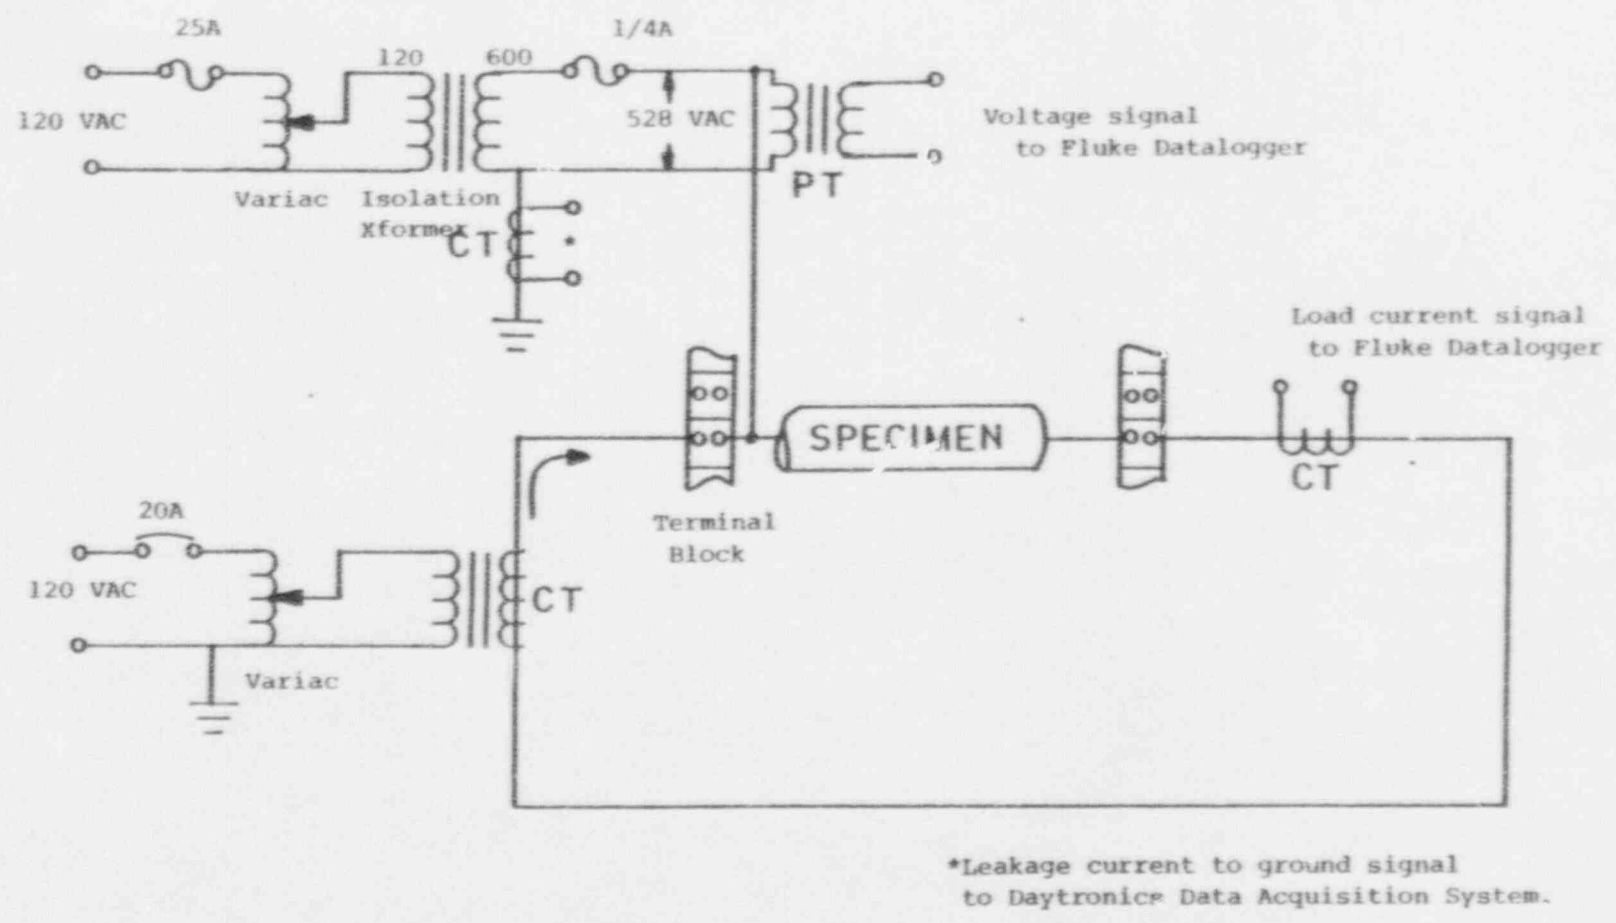 25A
1/4A
120
600
120 VAC
528 VAC
Voltage signal
to Fluke Datalogger
PT
Variac
Isolation
Xformer
CT
*
Load current signal
to Fluke Datalogger
SPECIMEN
CT
20A
Terminal
Block
120 VAC
CT
Variac
*Leakage current to ground signal
to Daytronics Data Acquisition System.